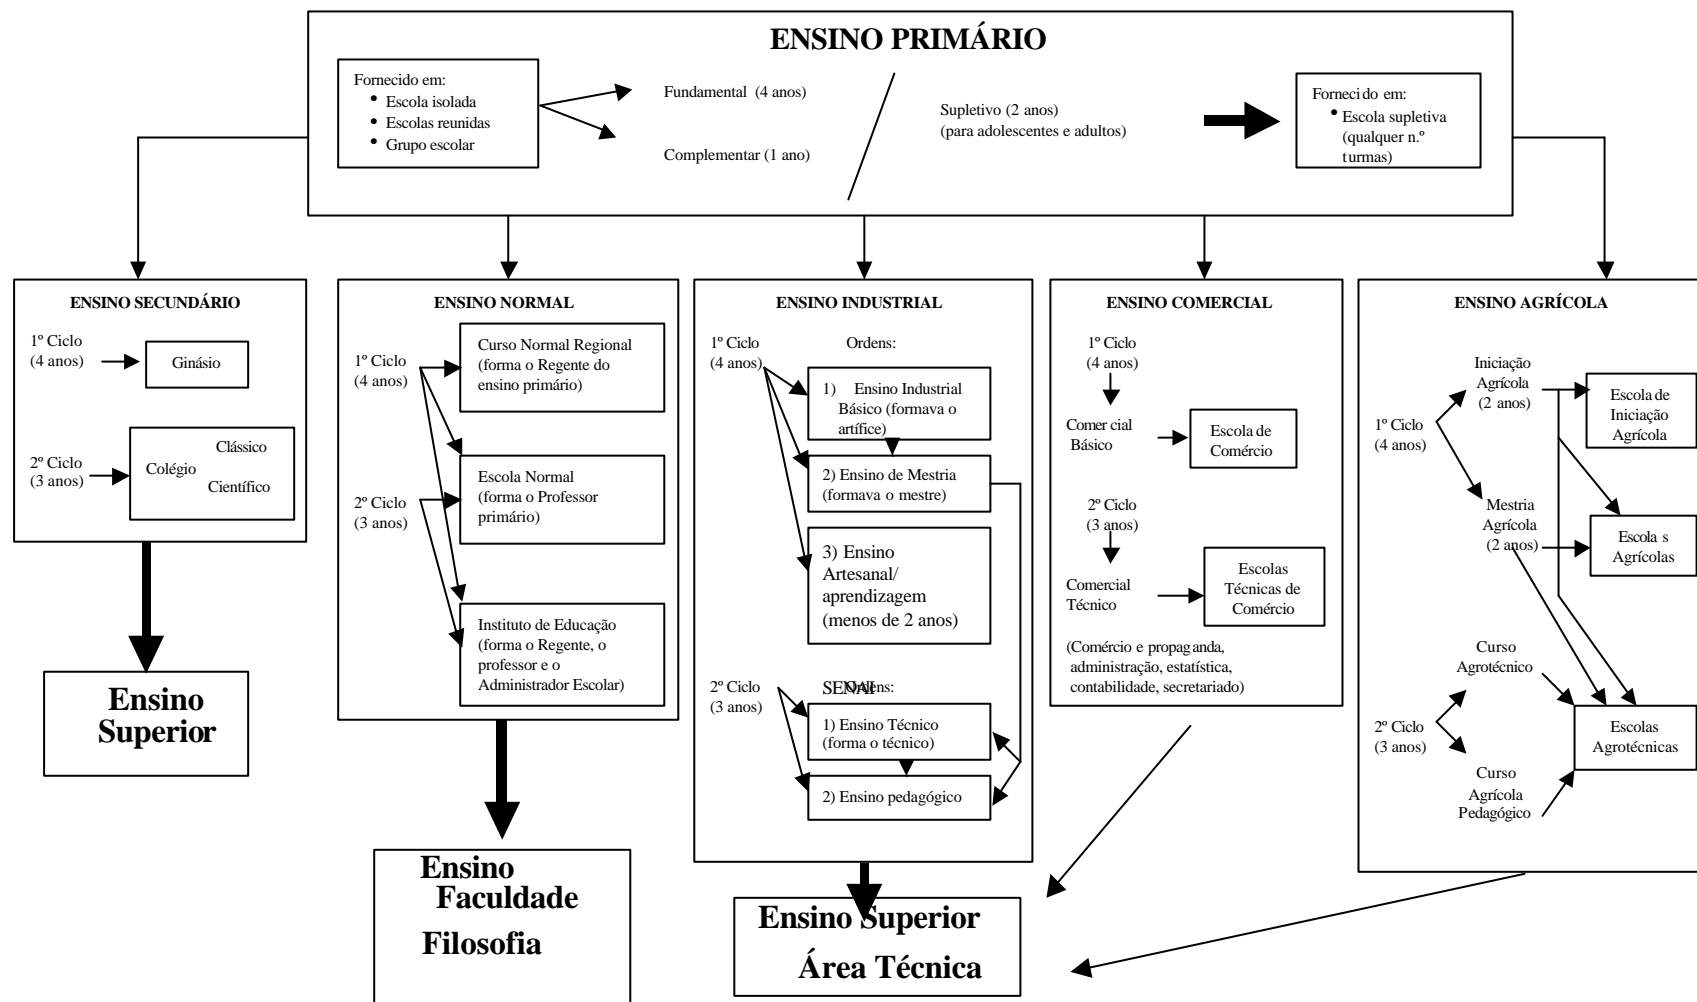 ENSINO PRIMÁRIO
Fornecido em:
• Escola isolada
• Escolas reunidas
• Grupo escolar
Fundamental (4 anos)
Complementar (1 ano)
Supletivo (2 anos)
(para adolescentes e adultos)
Fornecido em:
• Escola supletiva
(qualquer n.º
turmas)
ENSINO SECUNDÁRIO
1º Ciclo
(4 anos)
Ginásio
2º Ciclo
(3 anos)
Clássico
Colégio
Científico
Ensino
Superior
ENSINO NORMAL
1º Ciclo
(4 anos)
Curso Normal Regional
(forma o Regente do
ensino primário)
Escola Normal
(forma o Professor
primário)
2º Ciclo
(3 anos)
Instituto de Educação
(forma o Regente, o
professor e o
Administrador Escolar)
Ensino
Faculdade
Filosofia
ENSINO INDUSTRIAL
1º Ciclo
(4 anos)
Ordens:
1) Ensino Industrial
Básico (formava o
artífice)
2) Ensino de Mestria
(formava o mestre)
3) Ensino
Artesanal/
aprendizagem
(menos de 2 anos)
SENAI
2º Ciclo
(3 anos)
Ordens:
1) Ensino Técnico
(forma o técnico)
2) Ensino pedagógico
Ensino Superior
Área Técnica
ENSINO COMERCIAL
1º Ciclo
(4 anos)
Comercial
Básico
Escola de
Comércio
2º Ciclo
(3 anos)
Comercial
Técnico
Escolas
Técnicas de
Comércio
(Comércio e propaganda,
administração, estatística,
contabilidade, secretariado)
ENSINO AGRÍCOLA
1º Ciclo
(4 anos)
Iniciação
Agrícola
(2 anos)
Escola de
Iniciação
Agrícola
Mestria
Agrícola
(2 anos)
Escola s
Agrícolas
2º Ciclo
(3 anos)
Curso
Agrotécnico
Escolas
Agrotécnicas
Curso
Agrícola
Pedagógico